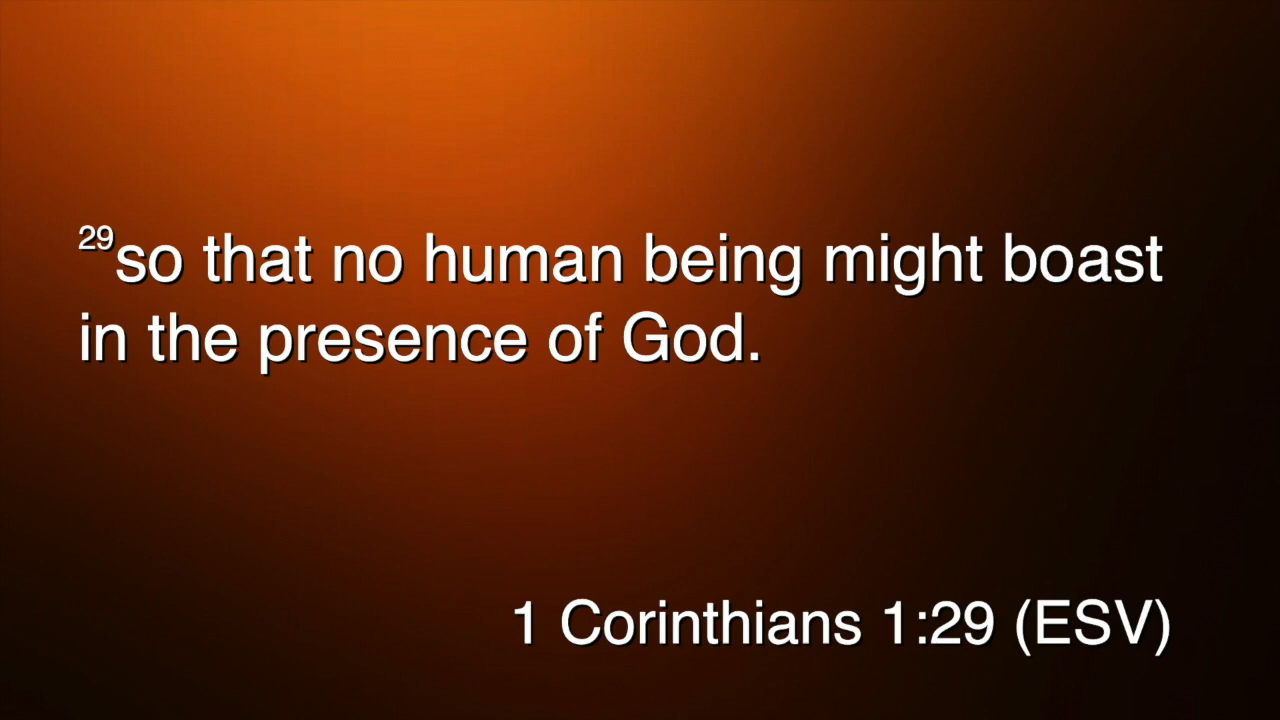 29so that no human being might boast
in the presence of God.
1 Corinthians 1:29 (ESV)